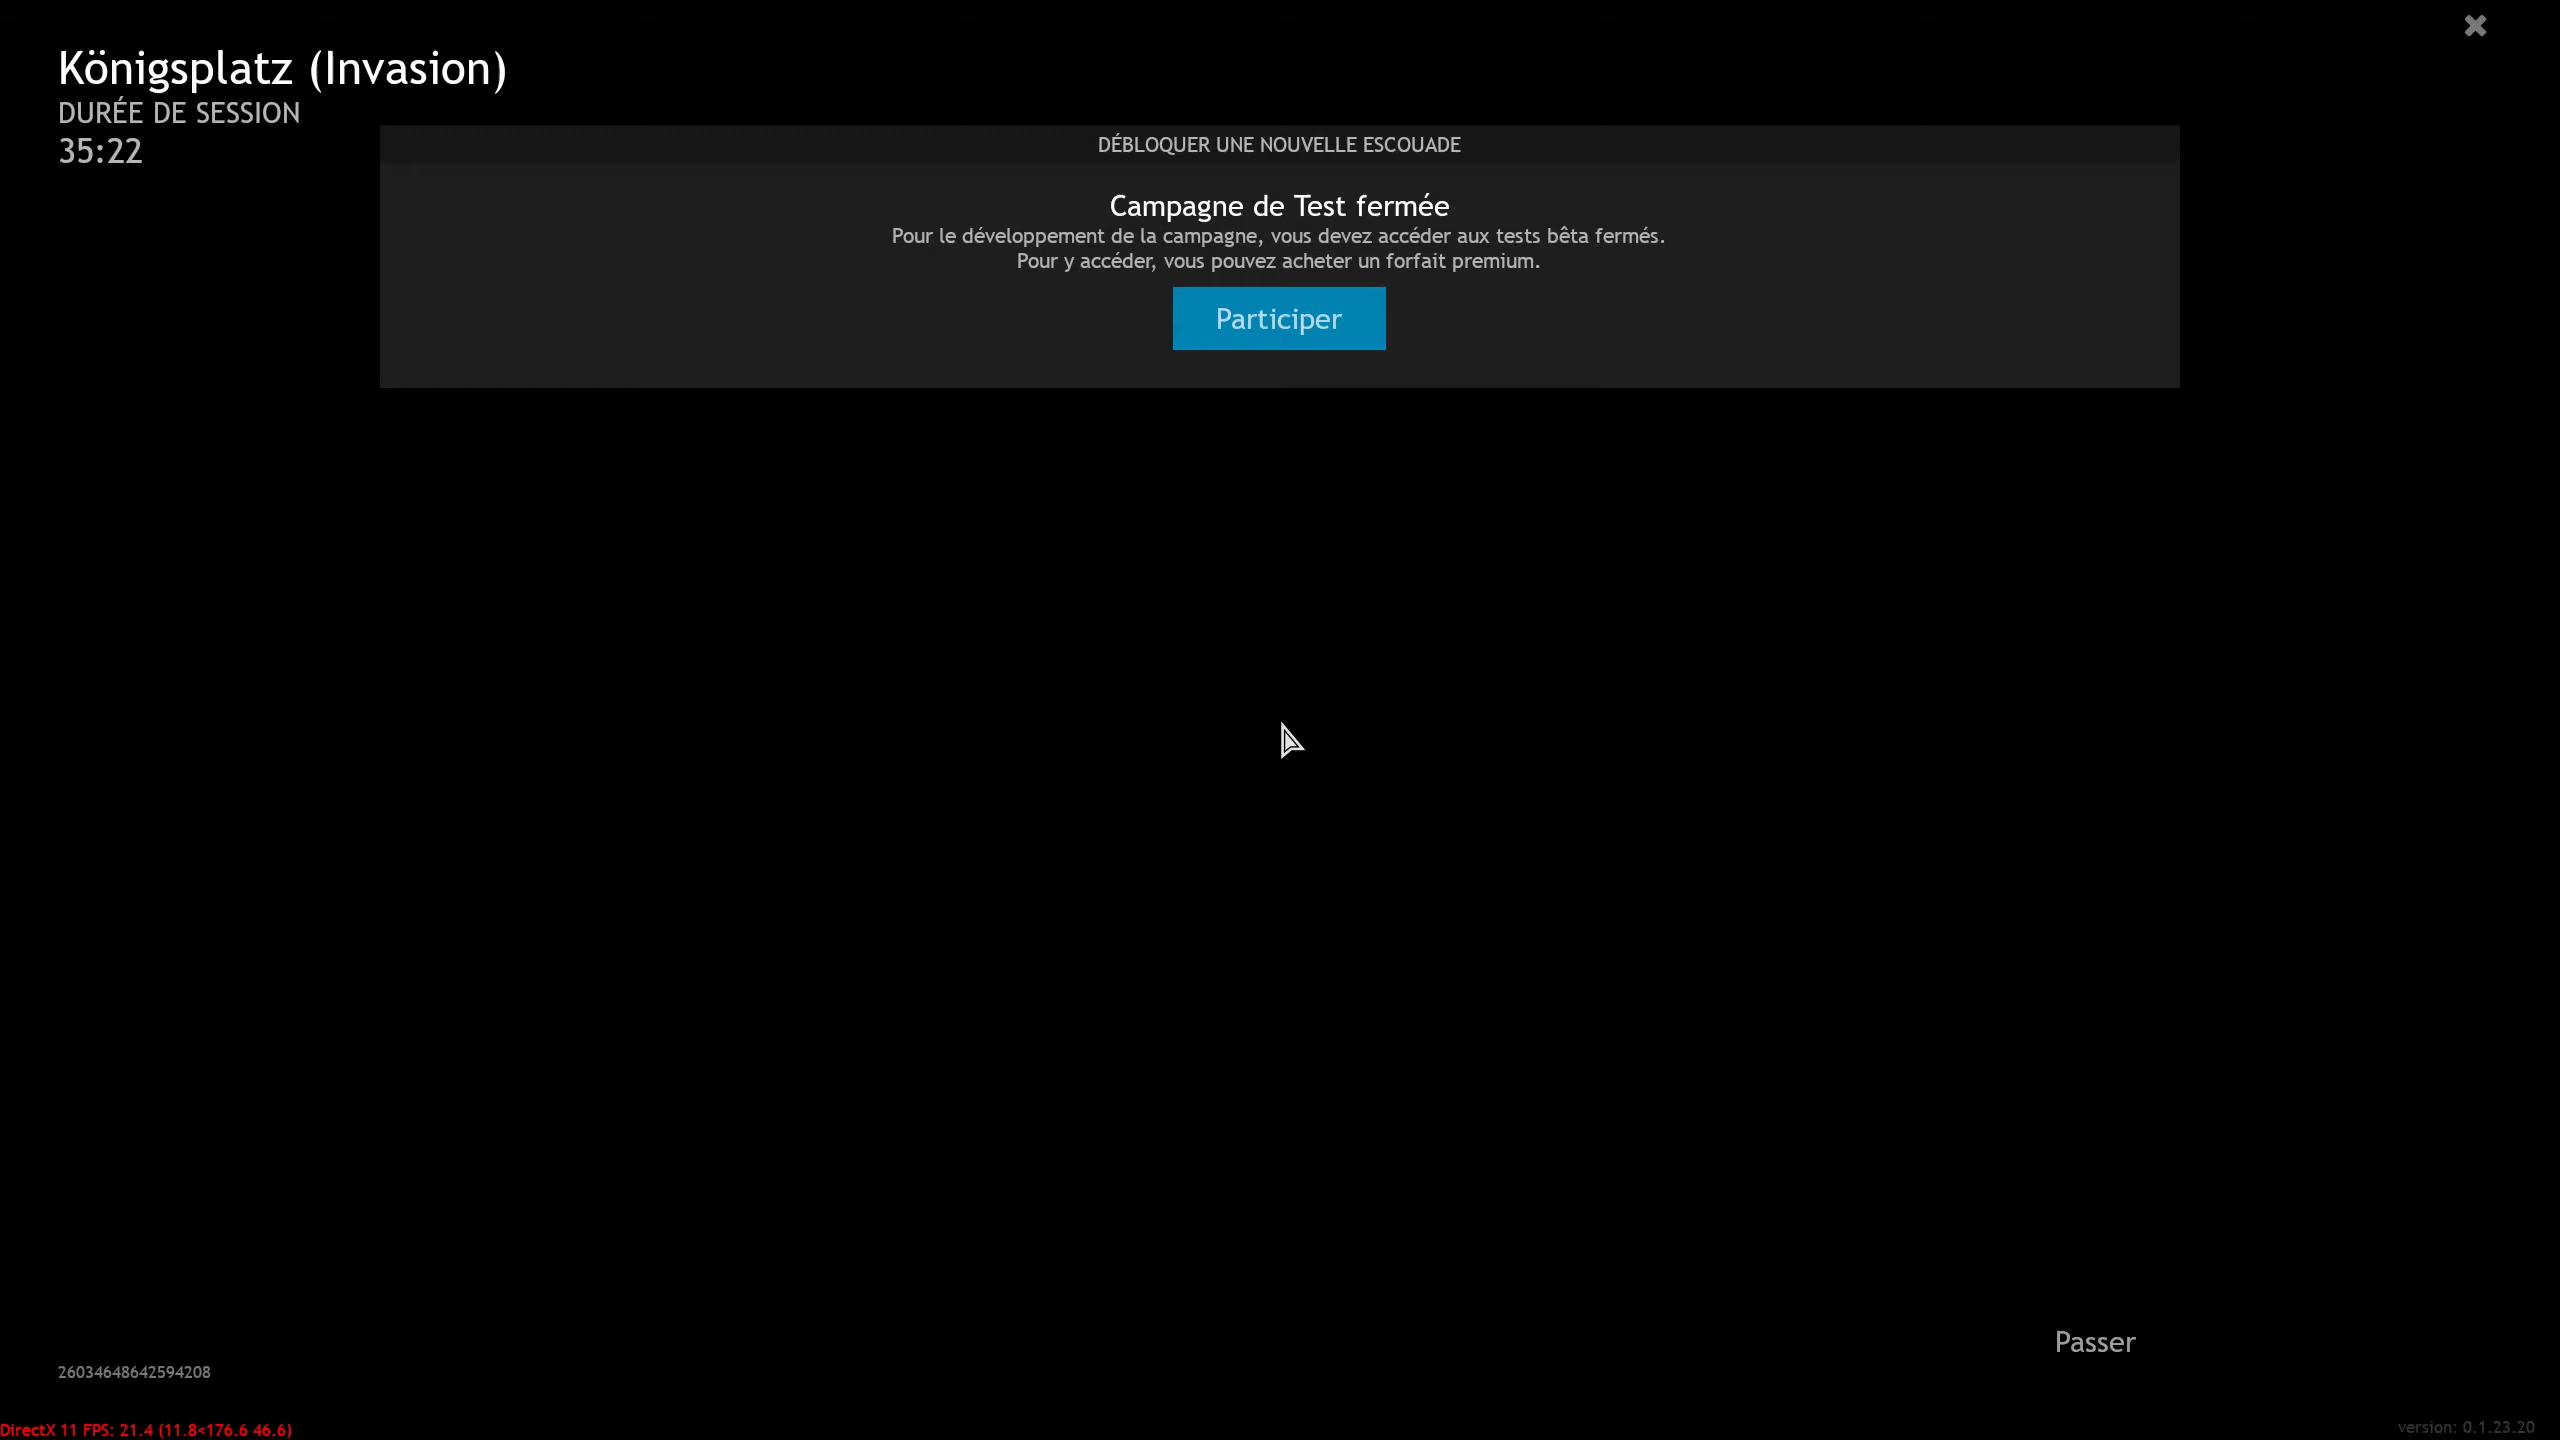 Königsplatz (Invasion)
DURÉE DE SESSION
35:22
DÉBLOQUER UNE NOUVELLE ESCOUADE
Campagne de Test fermée
Pour le développement de la campagne, vous devez accéder aux tests bêta fermés.
Pour y accéder, vous pouvez acheter un forfait premium.
Participer
Passer
26034648642594208
DirectX 11 FPS: 21.4 (11.8<176.6 46.6)
version: 0.1.23.20